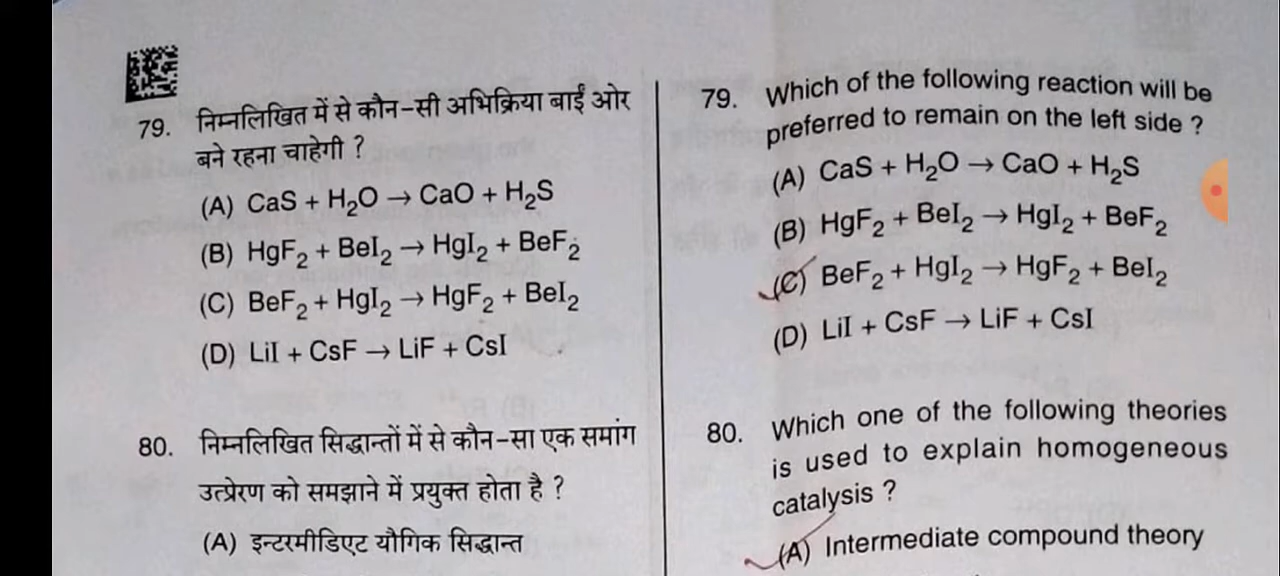 79. निम्नलिखित में से कौन-सी अभिक्रिया बाईं ओर
बने रहना चाहेगी ?
(A) CaS + H₂O → CaO + H₂S
(B) HgF₂ + BeI₂ → HgI₂ + BeF₂
(C) BeF₂ + HgI₂ → HgF₂ + BeI₂
(D) LiI + CsF → LiF + CsI
80. निम्नलिखित सिद्धान्तों में से कौन-सा एक समांग
उत्प्रेरण को समझाने में प्रयुक्त होता है ?
(A) इन्टरमीडिएट यौगिक सिद्धान्त
79. Which of the following reaction will be
preferred to remain on the left side ?
(A) CaS + H₂O → CaO + H₂S
(B) HgF₂ + BeI₂ → HgI₂ + BeF₂
(C) BeF₂ + HgI₂ → HgF₂ + BeI₂
(D) LiI + CsF → LiF + CsI
80. Which one of the following theories
is used to explain homogeneous
catalysis ?
(A) Intermediate compound theory